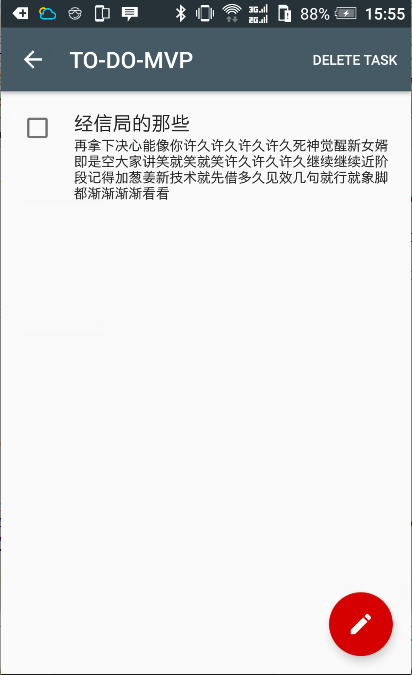 3G 2G 88% 15:55
TO-DO-MVP DELETE TASK
经信局的那些
再拿下决心能像你许久许久许久许久死神觉醒新女婿
即是空大家讲笑就笑就笑许久许久许久继续继续近阶
段记得加葱姜新技术就先借多久见效几句就行就象脚
都渐渐渐渐看看